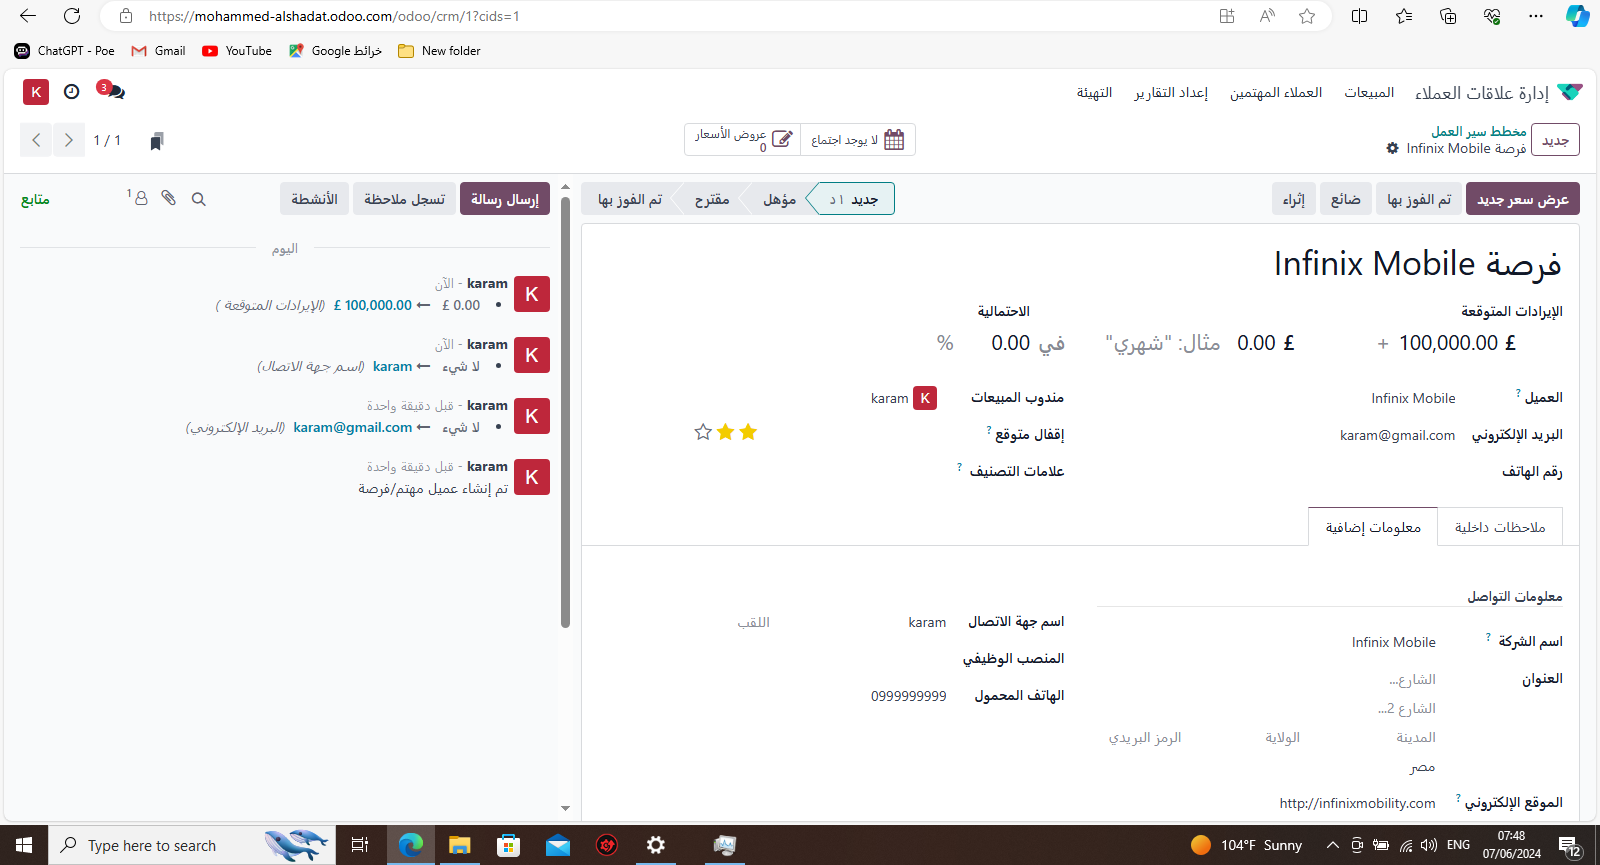 https://mohammed-alshadat.odoo.com/odoo/crm/1?cids=1
ChatGPT - Poe
Gmail
YouTube
خرائط Google
New folder
إدارة علاقات العملاء
المبيعات
العملاء المهتمين
إعداد التقارير
التهيئة
3
K
جديد
مخطط سير العمل
فرصة Infinix Mobile
لا يوجد اجتماع
عروض الأسعار
0
1 / 1
عرض سعر جديد
تم الفوز بها
ضائع
إثراء
جديد ١ د
مؤهل
مقترح
تم الفوز بها
فرصة Infinix Mobile
الإيرادات المتوقعة
100,000.00 £
+
0.00 £
مثال: "شهري"
الاحتمالية
في 0.00 %
العميل ?
Infinix Mobile
البريد الإلكتروني
karam@gmail.com
رقم الهاتف
مندوب المبيعات
K karam
إقفال متوقع ?
علامات التصنيف ?
ملاحظات داخلية
معلومات إضافية
معلومات التواصل
اسم الشركة ?
Infinix Mobile
العنوان
الشارع...
الشارع 2...
المدينة
الولاية
الرمز البريدي
مصر
الموقع الإلكتروني ?
http://infinixmobility.com
اسم جهة الاتصال
karam
اللقب
المنصب الوظيفي
الهاتف المحمول
0999999999
إرسال رسالة
تسجل ملاحظة
الأنشطة
1
متابع
اليوم
K
karam - الآن
£ 0.00 ← £ 100,000.00 (الإيرادات المتوقعة )
K
karam - الآن
لا شيء ← karam (اسم جهة الاتصال)
K
karam - قبل دقيقة واحدة
لا شيء ← karam@gmail.com (البريد الإلكتروني)
K
karam - قبل دقيقة واحدة
تم إنشاء عميل مهتم/فرصة
Type here to search
104°F Sunny
ENG
07:48
07/06/2024
12